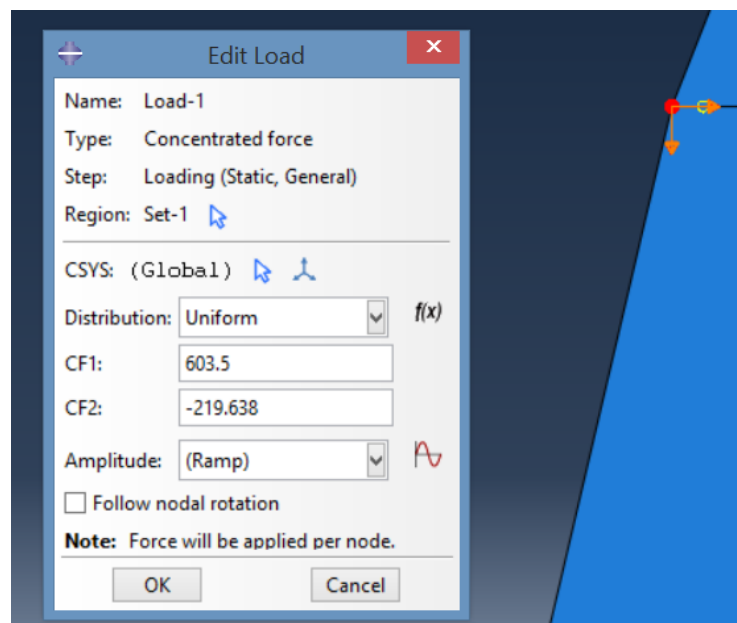 Edit Load
Name: Load-1
Type: Concentrated force
Step: Loading (Static, General)
Region: Set-1
CSYS: (Global)
Distribution: Uniform f(x)
CF1: 603.5
CF2: -219.638
Amplitude: (Ramp)
Follow nodal rotation
Note: Force will be applied per node.
OK Cancel